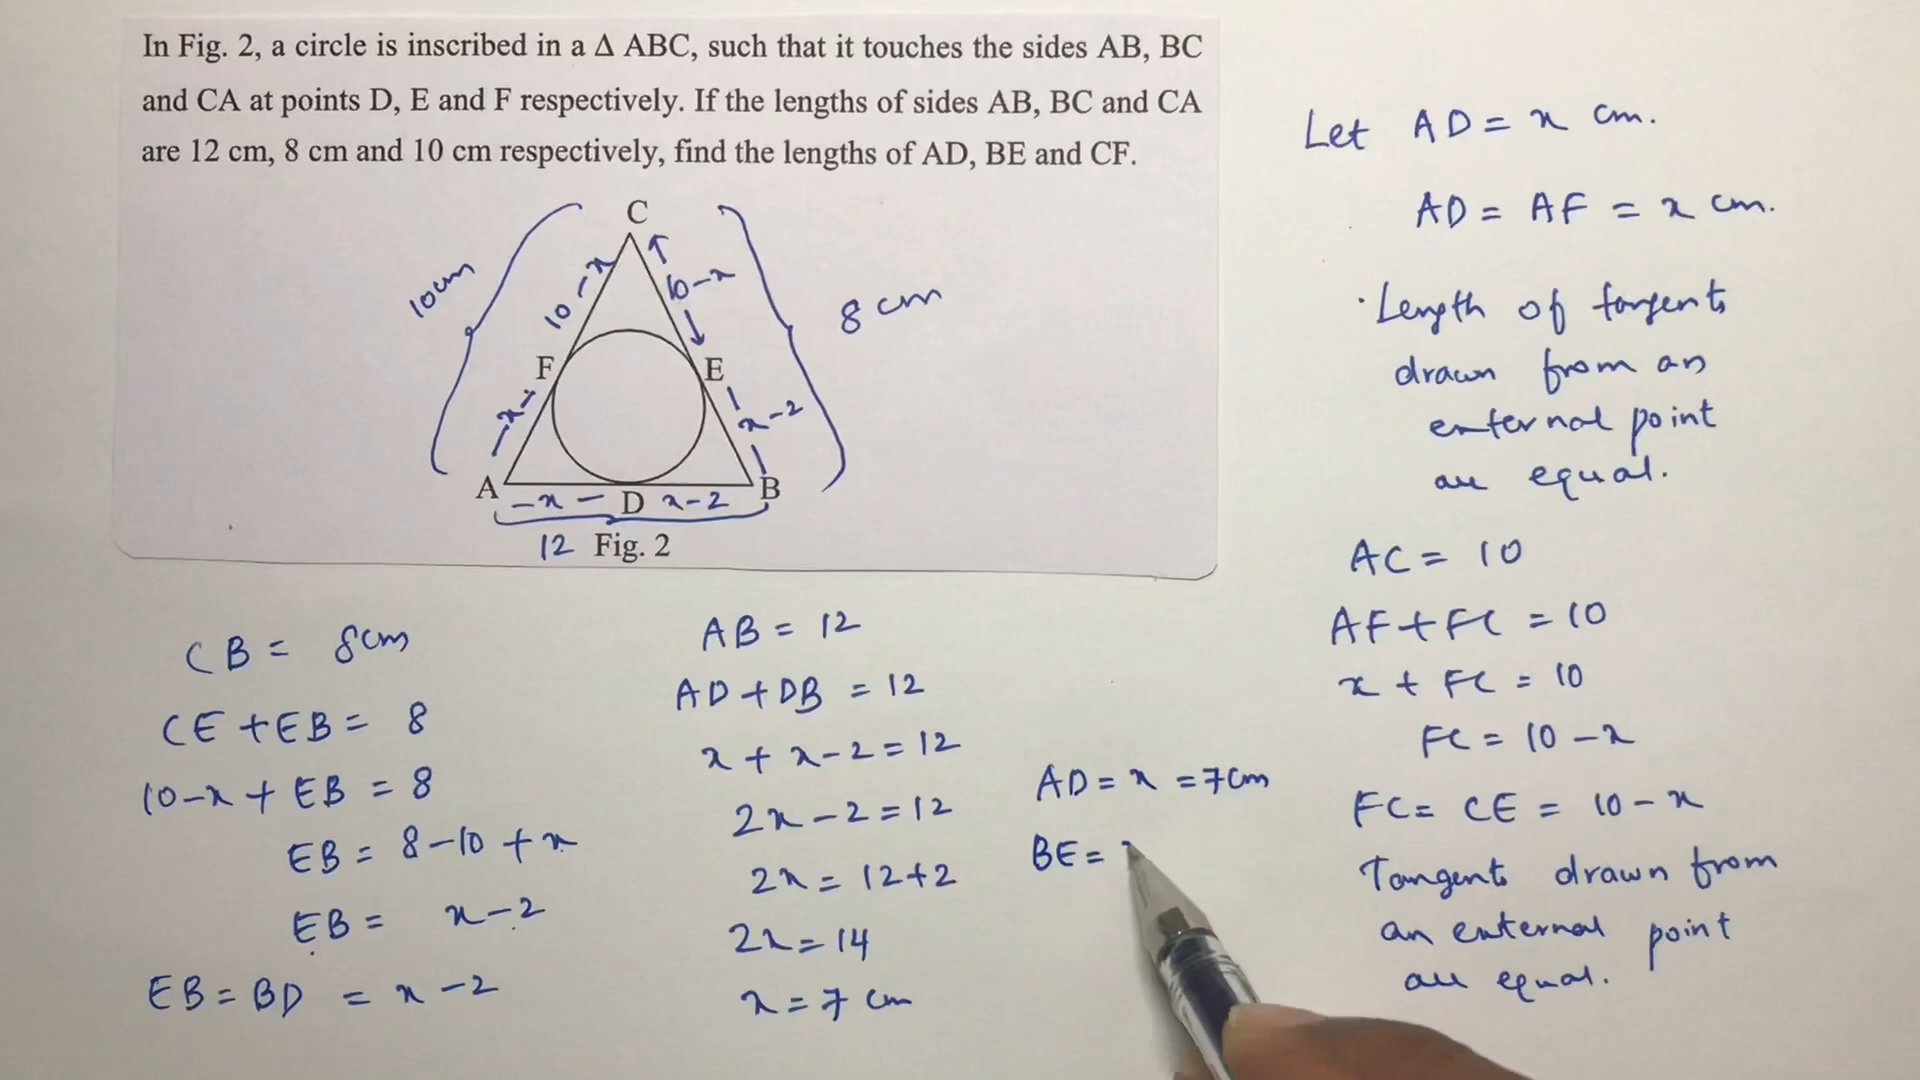 In Fig. 2, a circle is inscribed in a Δ ABC, such that it touches the sides AB, BC
and CA at points D, E and F respectively. If the lengths of sides AB, BC and CA
are 12 cm, 8 cm and 10 cm respectively, find the lengths of AD, BE and CF.
C
10cm
10-x
10-x
8 cm
F
E
x
x-2
A
x
D
x-2
B
12
Fig. 2
CB = 8cm
CE+EB = 8
10-x+EB = 8
EB = 8-10+x
EB = x-2
EB = BD = x-2
AB = 12
AD+DB = 12
x+x-2 = 12
2x-2 = 12
2x = 12+2
2x = 14
x = 7 cm
AD = x = 7cm
BE =
Let AD = x cm.
AD = AF = x cm.
Length of tangents
drawn from an
external point
are equal.
AC = 10
AF+FC = 10
x+FC = 10
FC = 10-x
FC = CE = 10-x
Tangents drawn from
an external point
are equal.